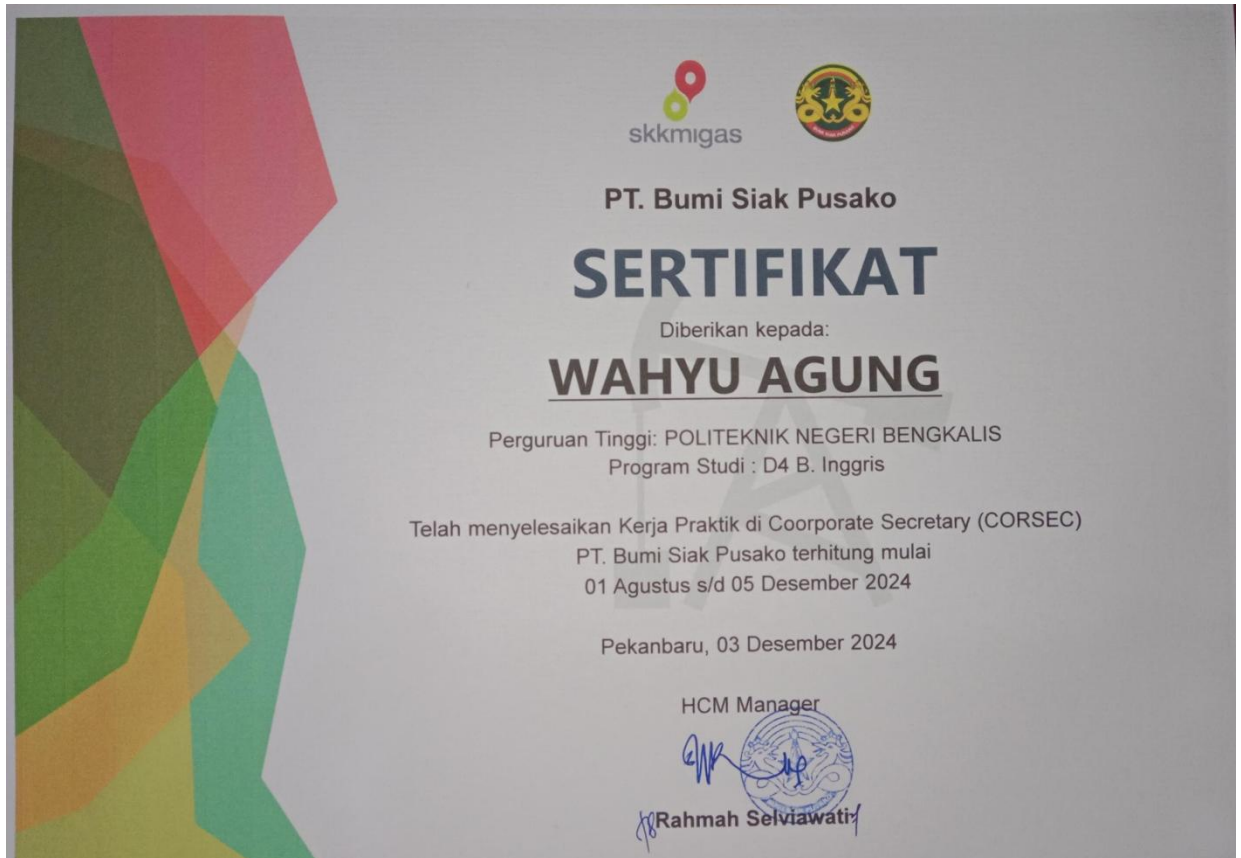 skkmigas
PT. Bumi Siak Pusako
SERTIFIKAT
Diberikan kepada:
WAHYU AGUNG
Perguruan Tinggi: POLITEKNIK NEGERI BENGKALIS
Program Studi : D4 B. Inggris
Telah menyelesaikan Kerja Praktik di Coorporate Secretary (CORSEC)
PT. Bumi Siak Pusako terhitung mulai
01 Agustus s/d 05 Desember 2024
Pekanbaru, 03 Desember 2024
HCM Manager
Rahmah Selviawati